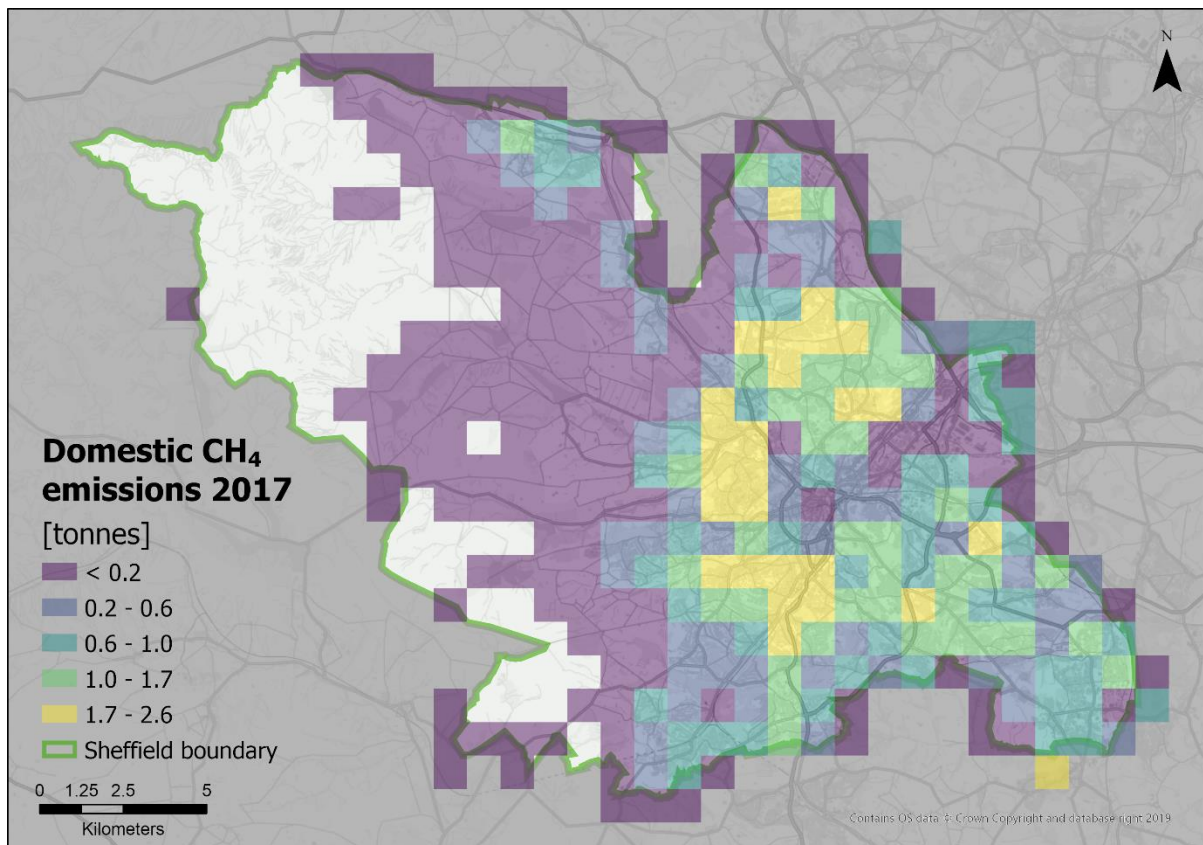 N
Domestic CH₄
emissions 2017
[tonnes]
< 0.2
0.2 - 0.6
0.6 - 1.0
1.0 - 1.7
1.7 - 2.6
Sheffield boundary
0 1.25 2.5 5
Kilometers
Contains OS data © Crown Copyright and database right 2019